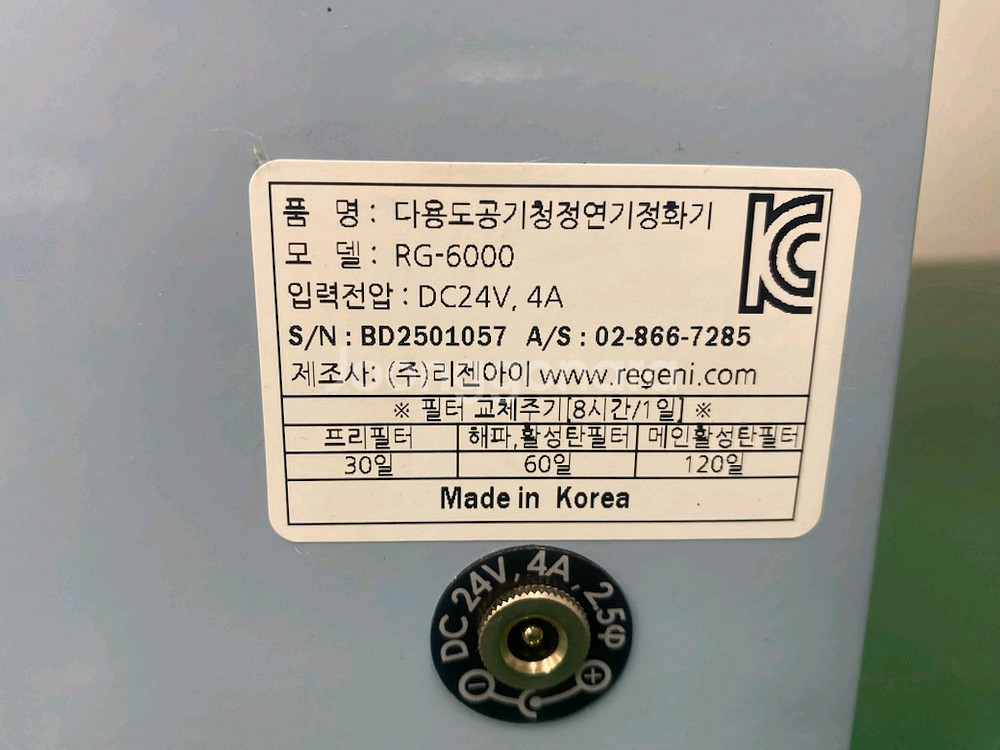 품 명 : 다용도공기청정연기정화기
모 델 : RG-6000
입력전압 : DC24V, 4A
S/N : BD2501057 A/S : 02-866-7285
제조사: (주)리젠아이 www.regeni.com
※ 필터 교체주기[8시간/1일] ※
프리필터 해파,활성탄필터 메인활성탄필터
30일 60일 120일
Made in Korea
KC
DC 24V, 4A, 2.5φ
⊖ ⊕